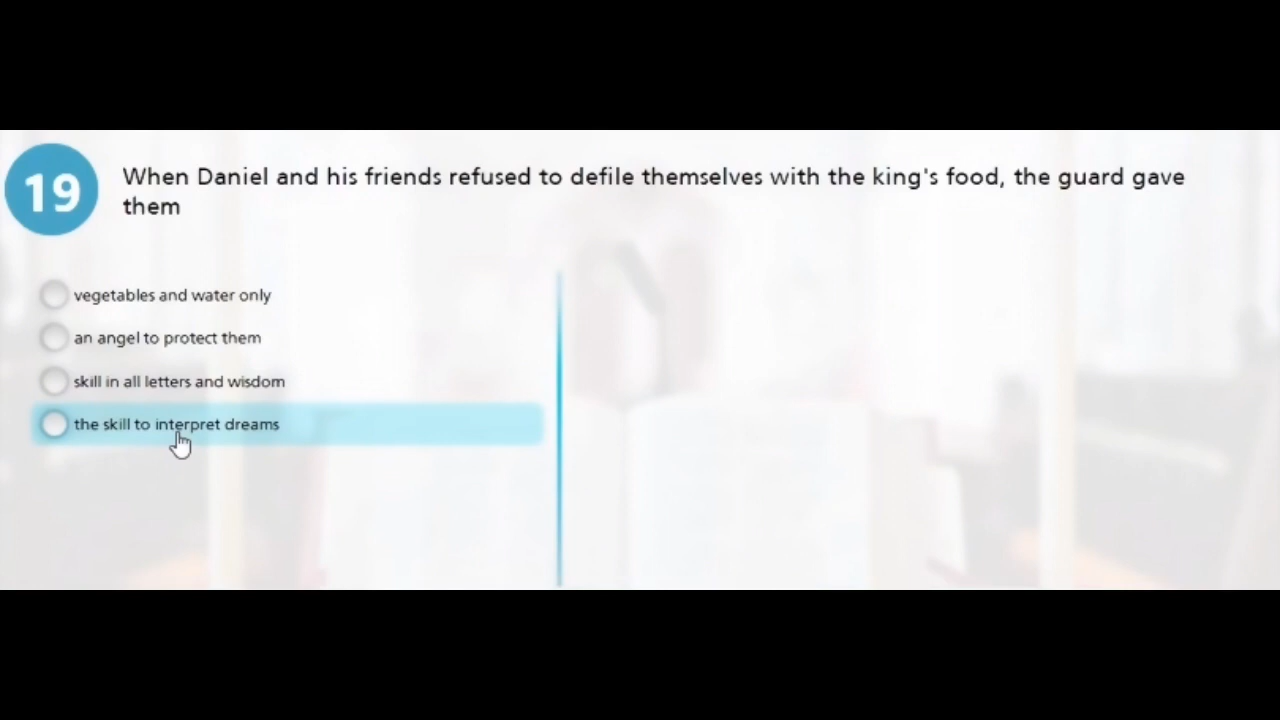 19
When Daniel and his friends refused to defile themselves with the king's food, the guard gave
them
vegetables and water only
an angel to protect them
skill in all letters and wisdom
the skill to interpret dreams